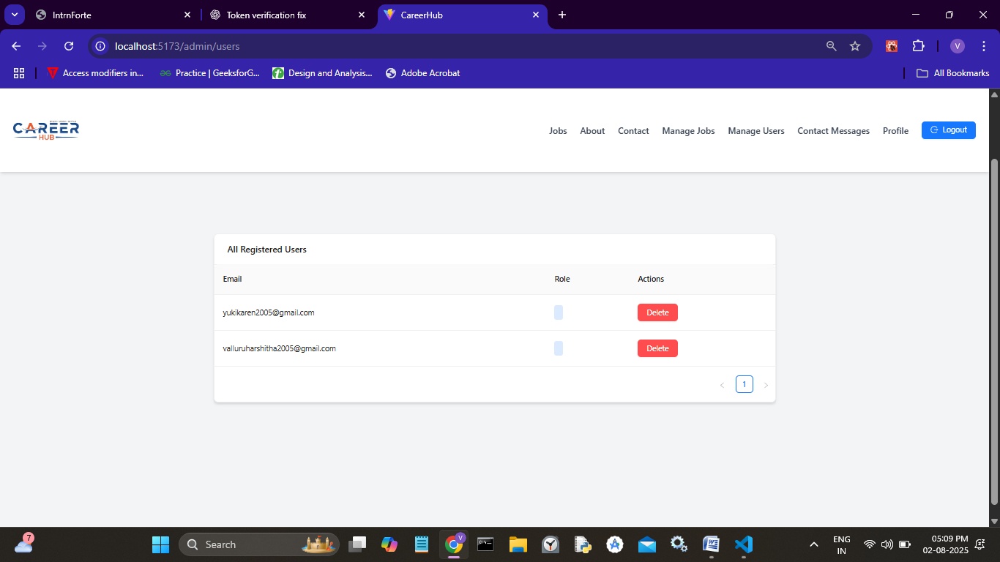 IntrnForte
Token verification fix
CareerHub
localhost:5173/admin/users
V
Access modifiers in...
Practice | GeeksforG...
Design and Analysis...
Adobe Acrobat
All Bookmarks
CAREER
HUB
Jobs
About
Contact
Manage Jobs
Manage Users
Contact Messages
Profile
Logout
All Registered Users
Email
Role
Actions
yukikaren2005@gmail.com
Delete
valluruharshitha2005@gmail.com
Delete
< 1 >
7
Search
V
ENG
IN
05:09 PM
02-08-2025